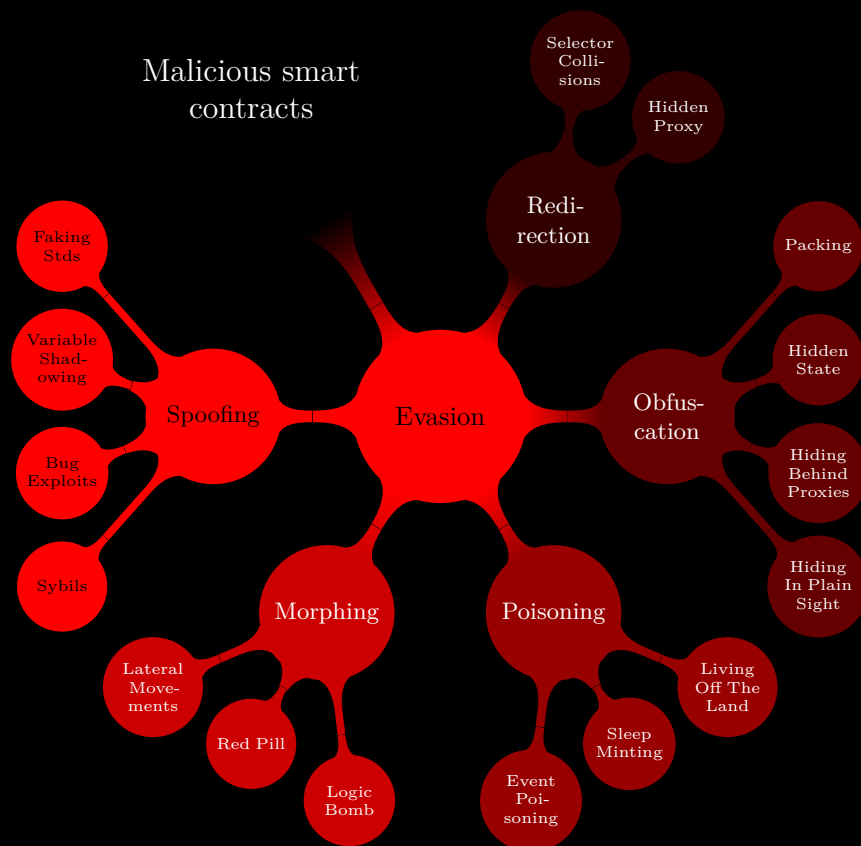 Malicious smart
contracts
Selector
Colli-
sions
Hidden
Proxy
Redi-
rection
Faking
Stds
Variable
Shad-
owing
Bug
Exploits
Sybils
Spoofing
Evasion
Obfus-
cation
Packing
Hidden
State
Hiding
Behind
Proxies
Hiding
In Plain
Sight
Morphing
Lateral
Move-
ments
Red Pill
Logic
Bomb
Poisoning
Event
Poi-
soning
Sleep
Minting
Living
Off The
Land